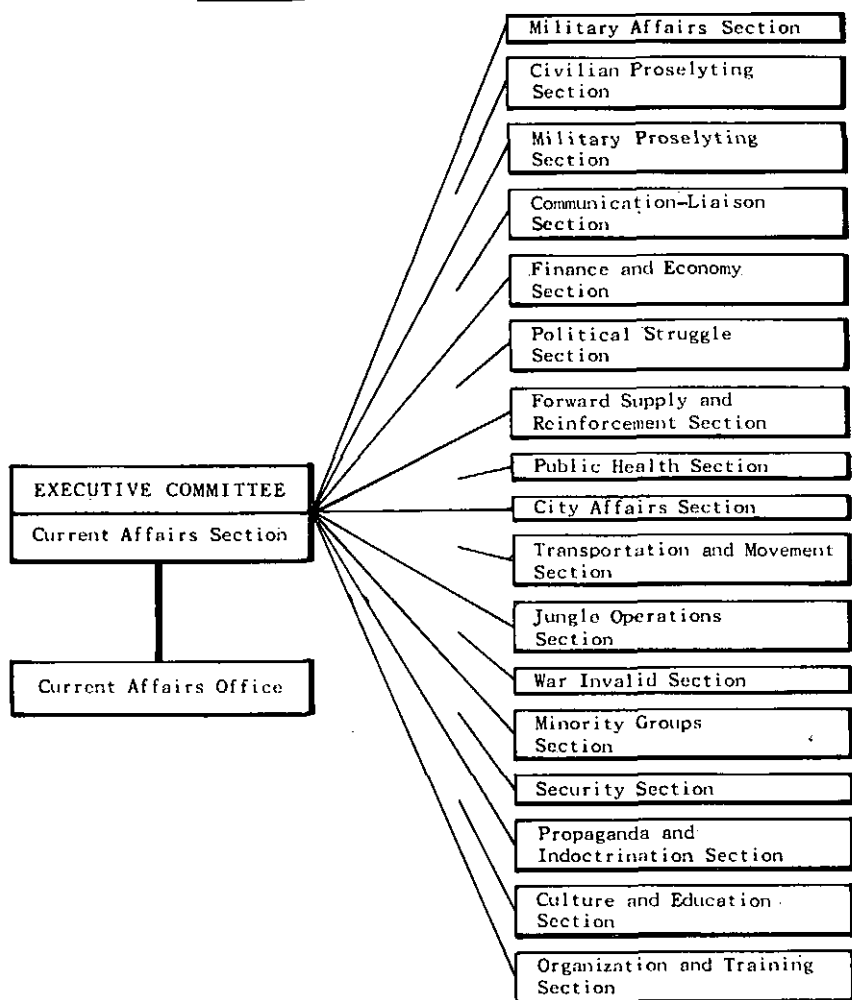 Military Affairs Section
Civilian Proselyting
Section
Military Proselyting
Section
Communication-Liaison
Section
Finance and Economy
Section
Political Struggle
Section
Forward Supply and
Reinforcement Section
EXECUTIVE COMMITTEE
Current Affairs Section
Current Affairs Office
Public Health Section
City Affairs Section
Transportation and Movement
Section
Jungle Operations
Section
War Invalid Section
Minority Groups
Section
Security Section
Propaganda and
Indoctrination Section
Culture and Education
Section
Organization and Training
Section